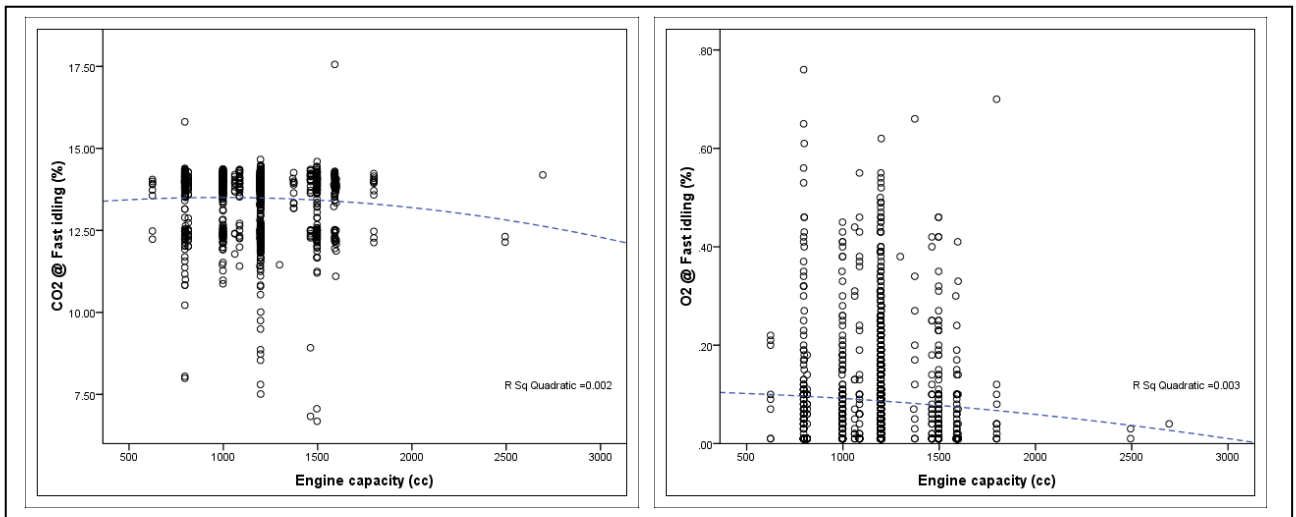 17.50
15.00
12.50
10.00
7.50
CO2 @ Fast idling (%)
R Sq Quadratic =0.002
500 1000 1500 2000 2500 3000
Engine capacity (cc)
.80
.60
.40
.20
.00
O2 @ Fast idling (%)
R Sq Quadratic =0.003
500 1000 1500 2000 2500 3000
Engine capacity (cc)